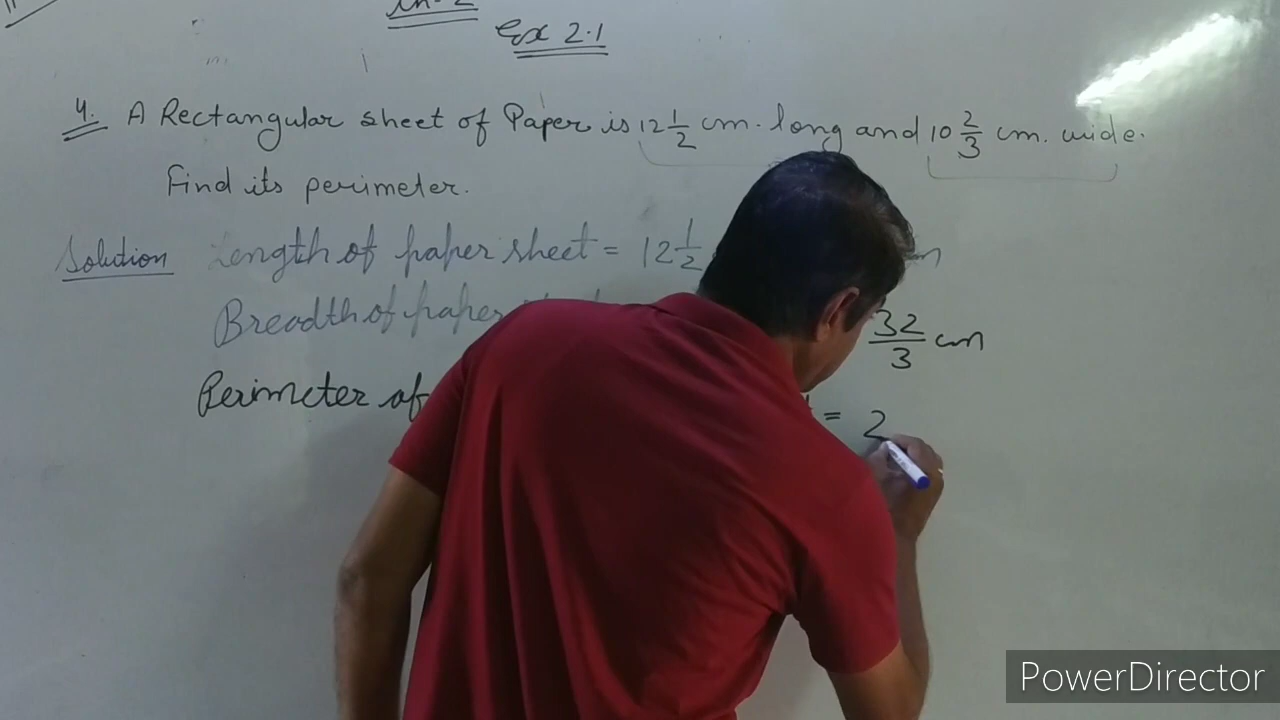 Ch-2
Ex 2.1
4. A Rectangular sheet of Paper is 12 1/2 cm. long and 10 2/3 cm. wide.
Find its perimeter.
Solution Length of paper sheet = 12 1/2
Breadth of paper 32/3 cm
Perimeter of = 2
PowerDirector